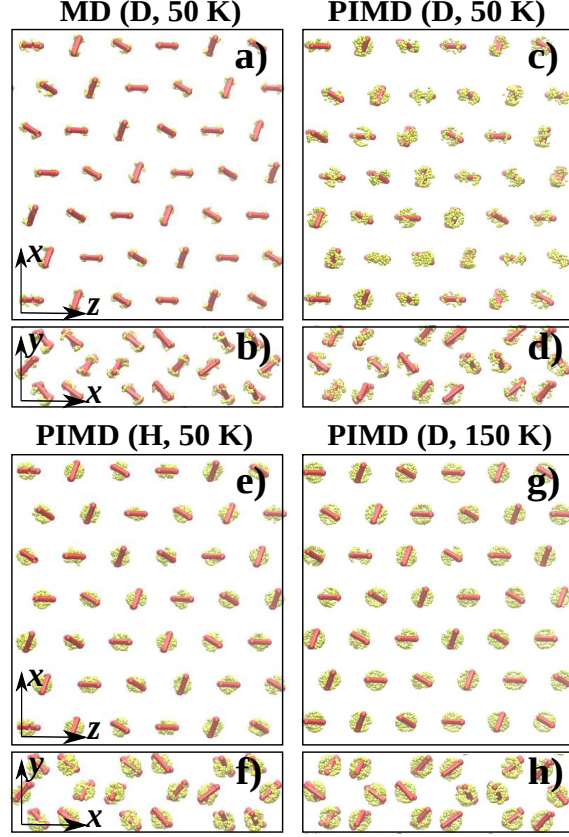 MD (D, 50 K)
PIMD (D, 50 K)
a)
c)
x
z
b)
d)
y
x
PIMD (H, 50 K)
PIMD (D, 150 K)
e)
g)
x
z
f)
h)
y
x